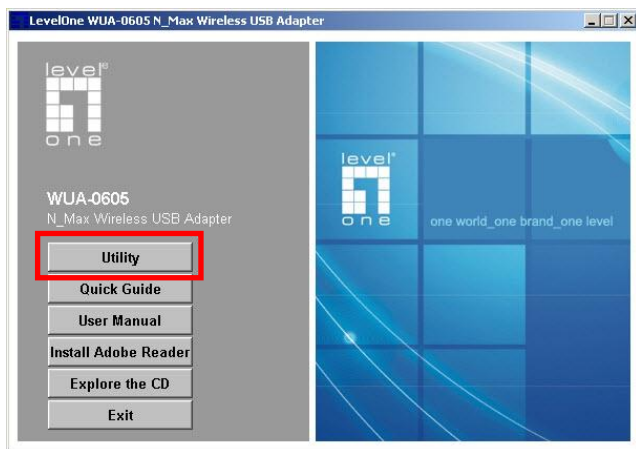 LevelOne WUA-0605 N_Max Wireless USB Adapter
level®
one
WUA-0605
N_Max Wireless USB Adapter
Utility
Quick Guide
User Manual
Install Adobe Reader
Explore the CD
Exit
level®
one
one world_one brand_one level